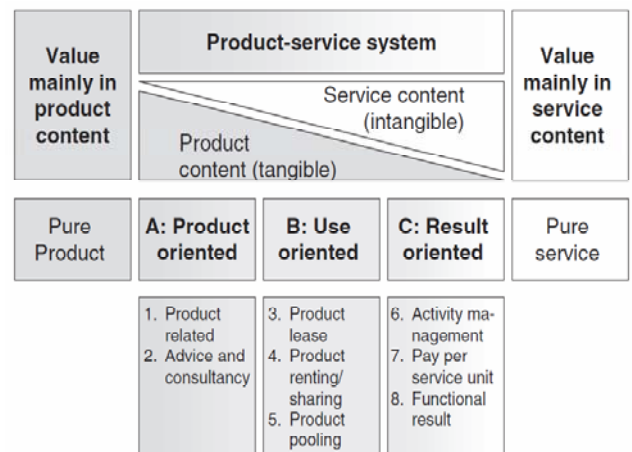 Value
mainly in
product
content
Product-service system
Service content
(intangible)
Product
content (tangible)
Value
mainly in
service
content
Pure
Product
A: Product
oriented
B: Use
oriented
C: Result
oriented
Pure
service
1. Product
related
2. Advice and
consultancy
3. Product
lease
4. Product
renting/
sharing
5. Product
pooling
6. Activity ma-
nagement
7. Pay per
service unit
8. Functional
result